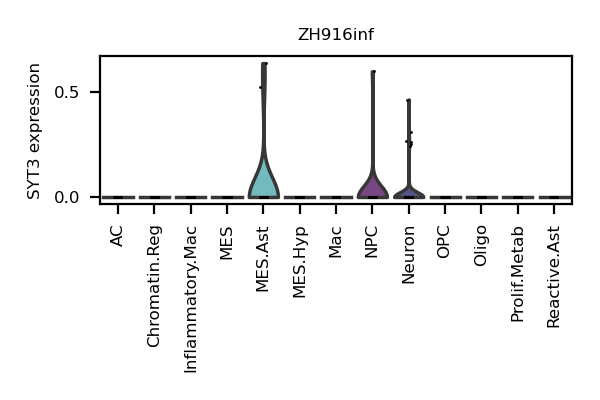 ZH916inf
SYT3 expression
0.5
0.0
AC
Chromatin.Reg
Inflammatory.Mac
MES
MES.Ast
MES.Hyp
Mac
NPC
Neuron
OPC
Oligo
Prolif.Metab
Reactive.Ast